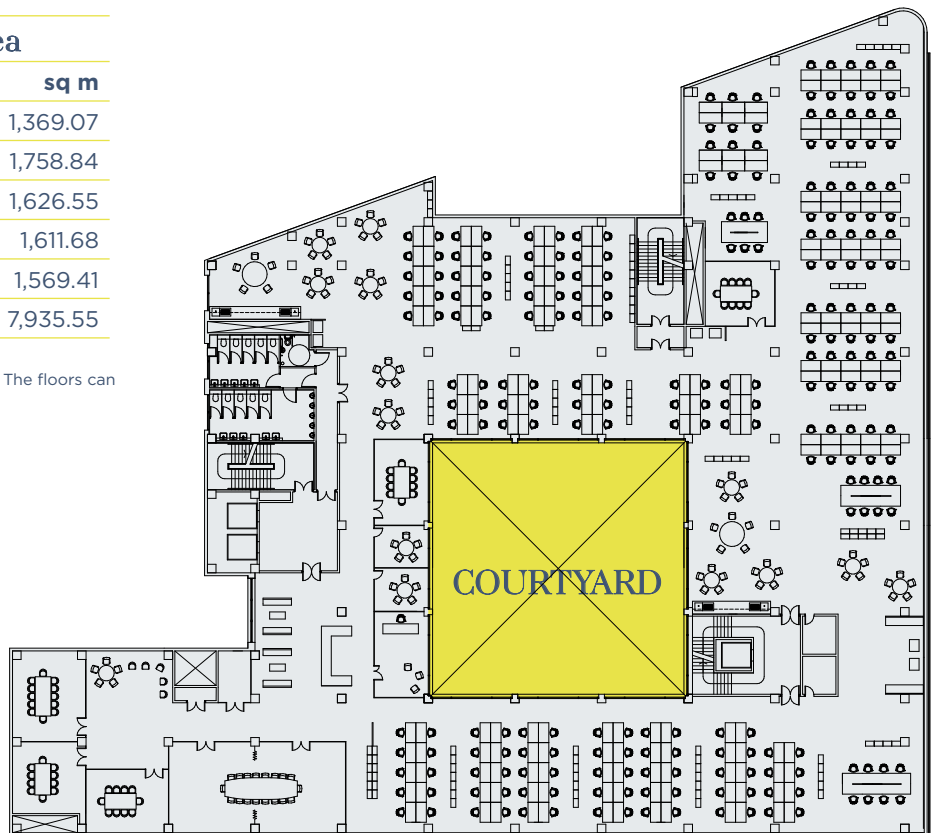 ea
sq m
1,369.07
1,758.84
1,626.55
1,611.68
1,569.41
7,935.55
The floors can
COURTYARD